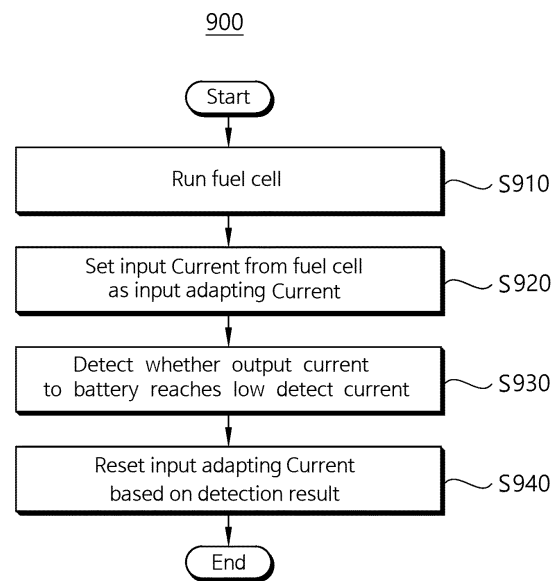 900
Start
Run fuel cell
S910
Set input Current from fuel cell
as input adapting Current
S920
Detect whether output current
to battery reaches low detect current
S930
Reset input adapting Current
based on detection result
S940
End